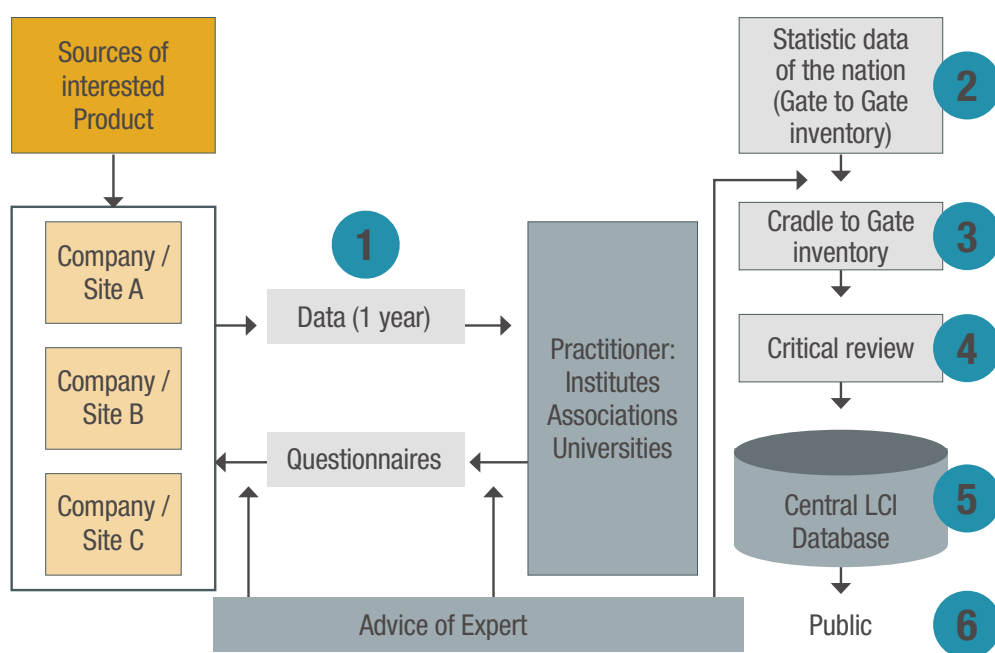 Sources of
interested
Product
Company /
Site A
Company /
Site B
Company /
Site C
1
Data (1 year)
Questionnaires
Practitioner:
Institutes
Associations
Universities
Advice of Expert
Statistic data
of the nation
(Gate to Gate
inventory)
2
Cradle to Gate
inventory
3
Critical review
4
Central LCI
Database
5
Public
6